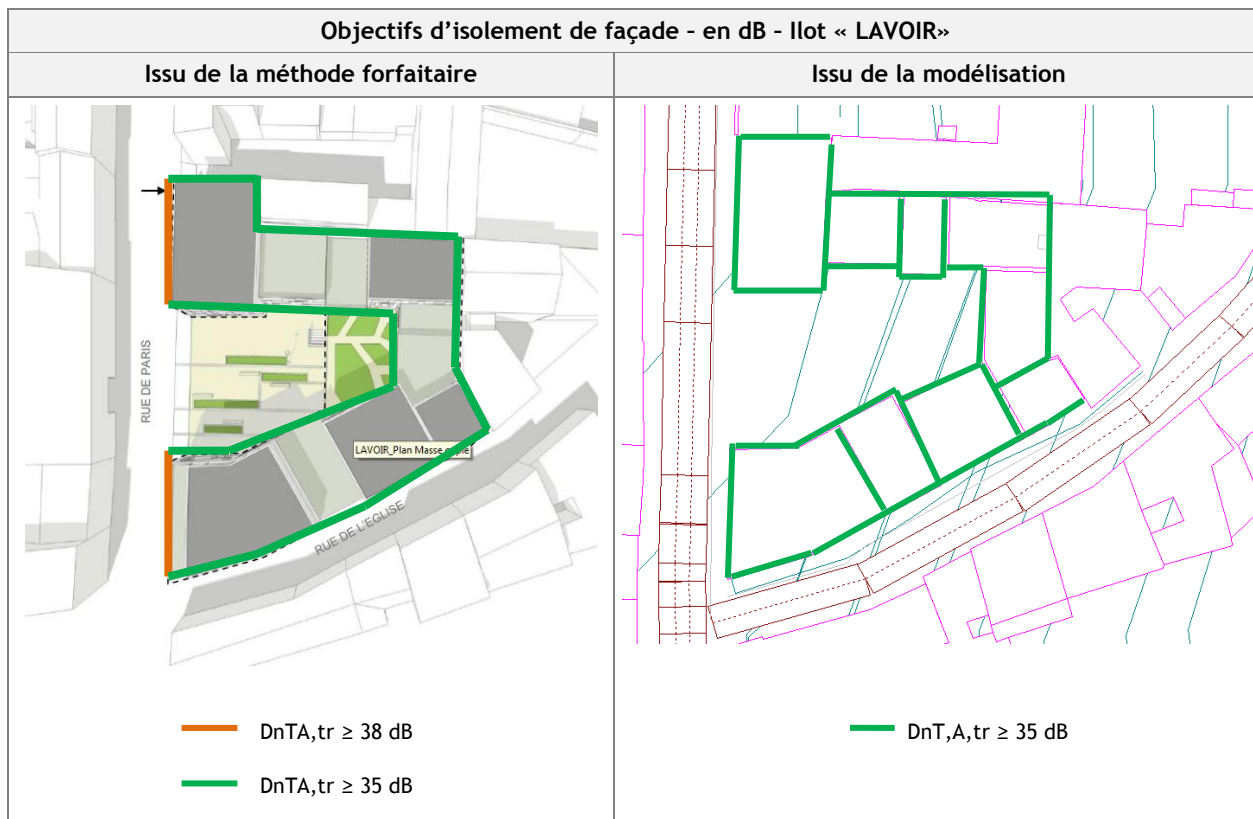 Objectifs d’isolement de façade – en dB – Ilot « LAVOIR»
Issu de la méthode forfaitaire
Issu de la modélisation
RUE DE PARIS
LAVOIR_Plan Masse copie
RUE DE L'EGLISE
DnTA,tr ≥ 38 dB
DnTA,tr ≥ 35 dB
DnT,A,tr ≥ 35 dB